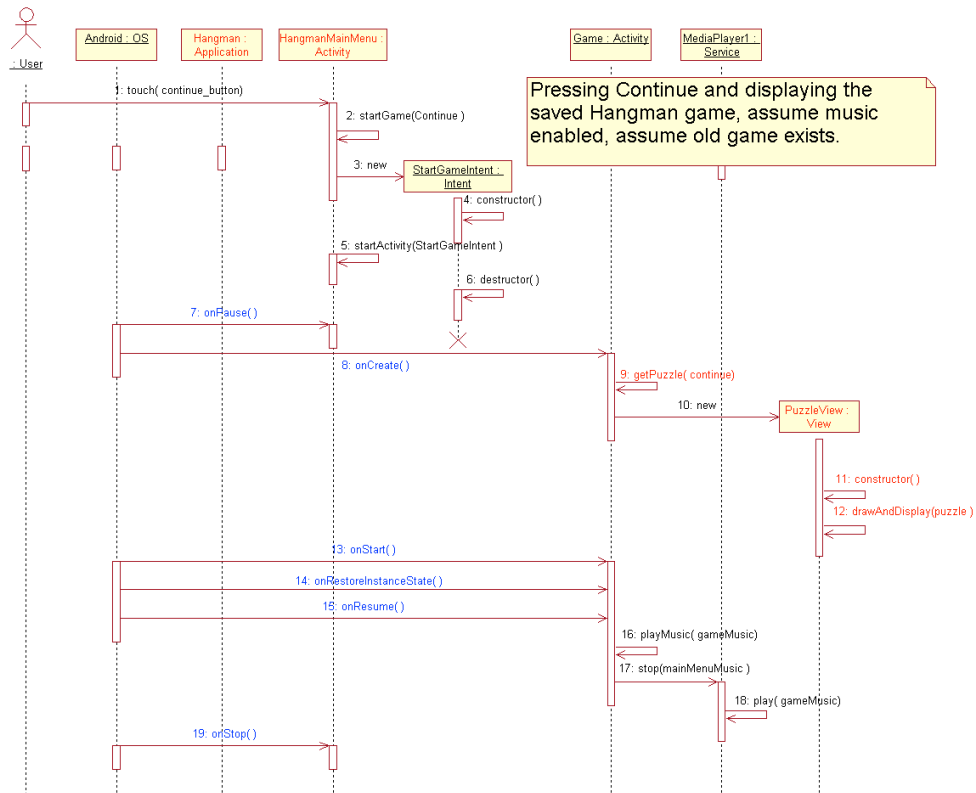 : User
Android : OS
Hangman :
Application
HangmanMainMenu :
Activity
Game : Activity
MediaPlayer1 :
Service
Pressing Continue and displaying the
saved Hangman game, assume music
enabled, assume old game exists.
1: touch( continue_button)
2: startGame(Continue )
3: new
StartGameIntent :
Intent
4: constructor( )
5: startActivity(StartGameIntent )
6: destructor( )
7: onPause( )
8: onCreate( )
9: getPuzzle( continue)
10: new
PuzzleView :
View
11: constructor( )
12: drawAndDisplay(puzzle )
13: onStart( )
14: onRestoreInstanceState( )
15: onResume( )
16: playMusic( gameMusic)
17: stop(mainMenuMusic )
18: play( gameMusic)
19: onStop( )